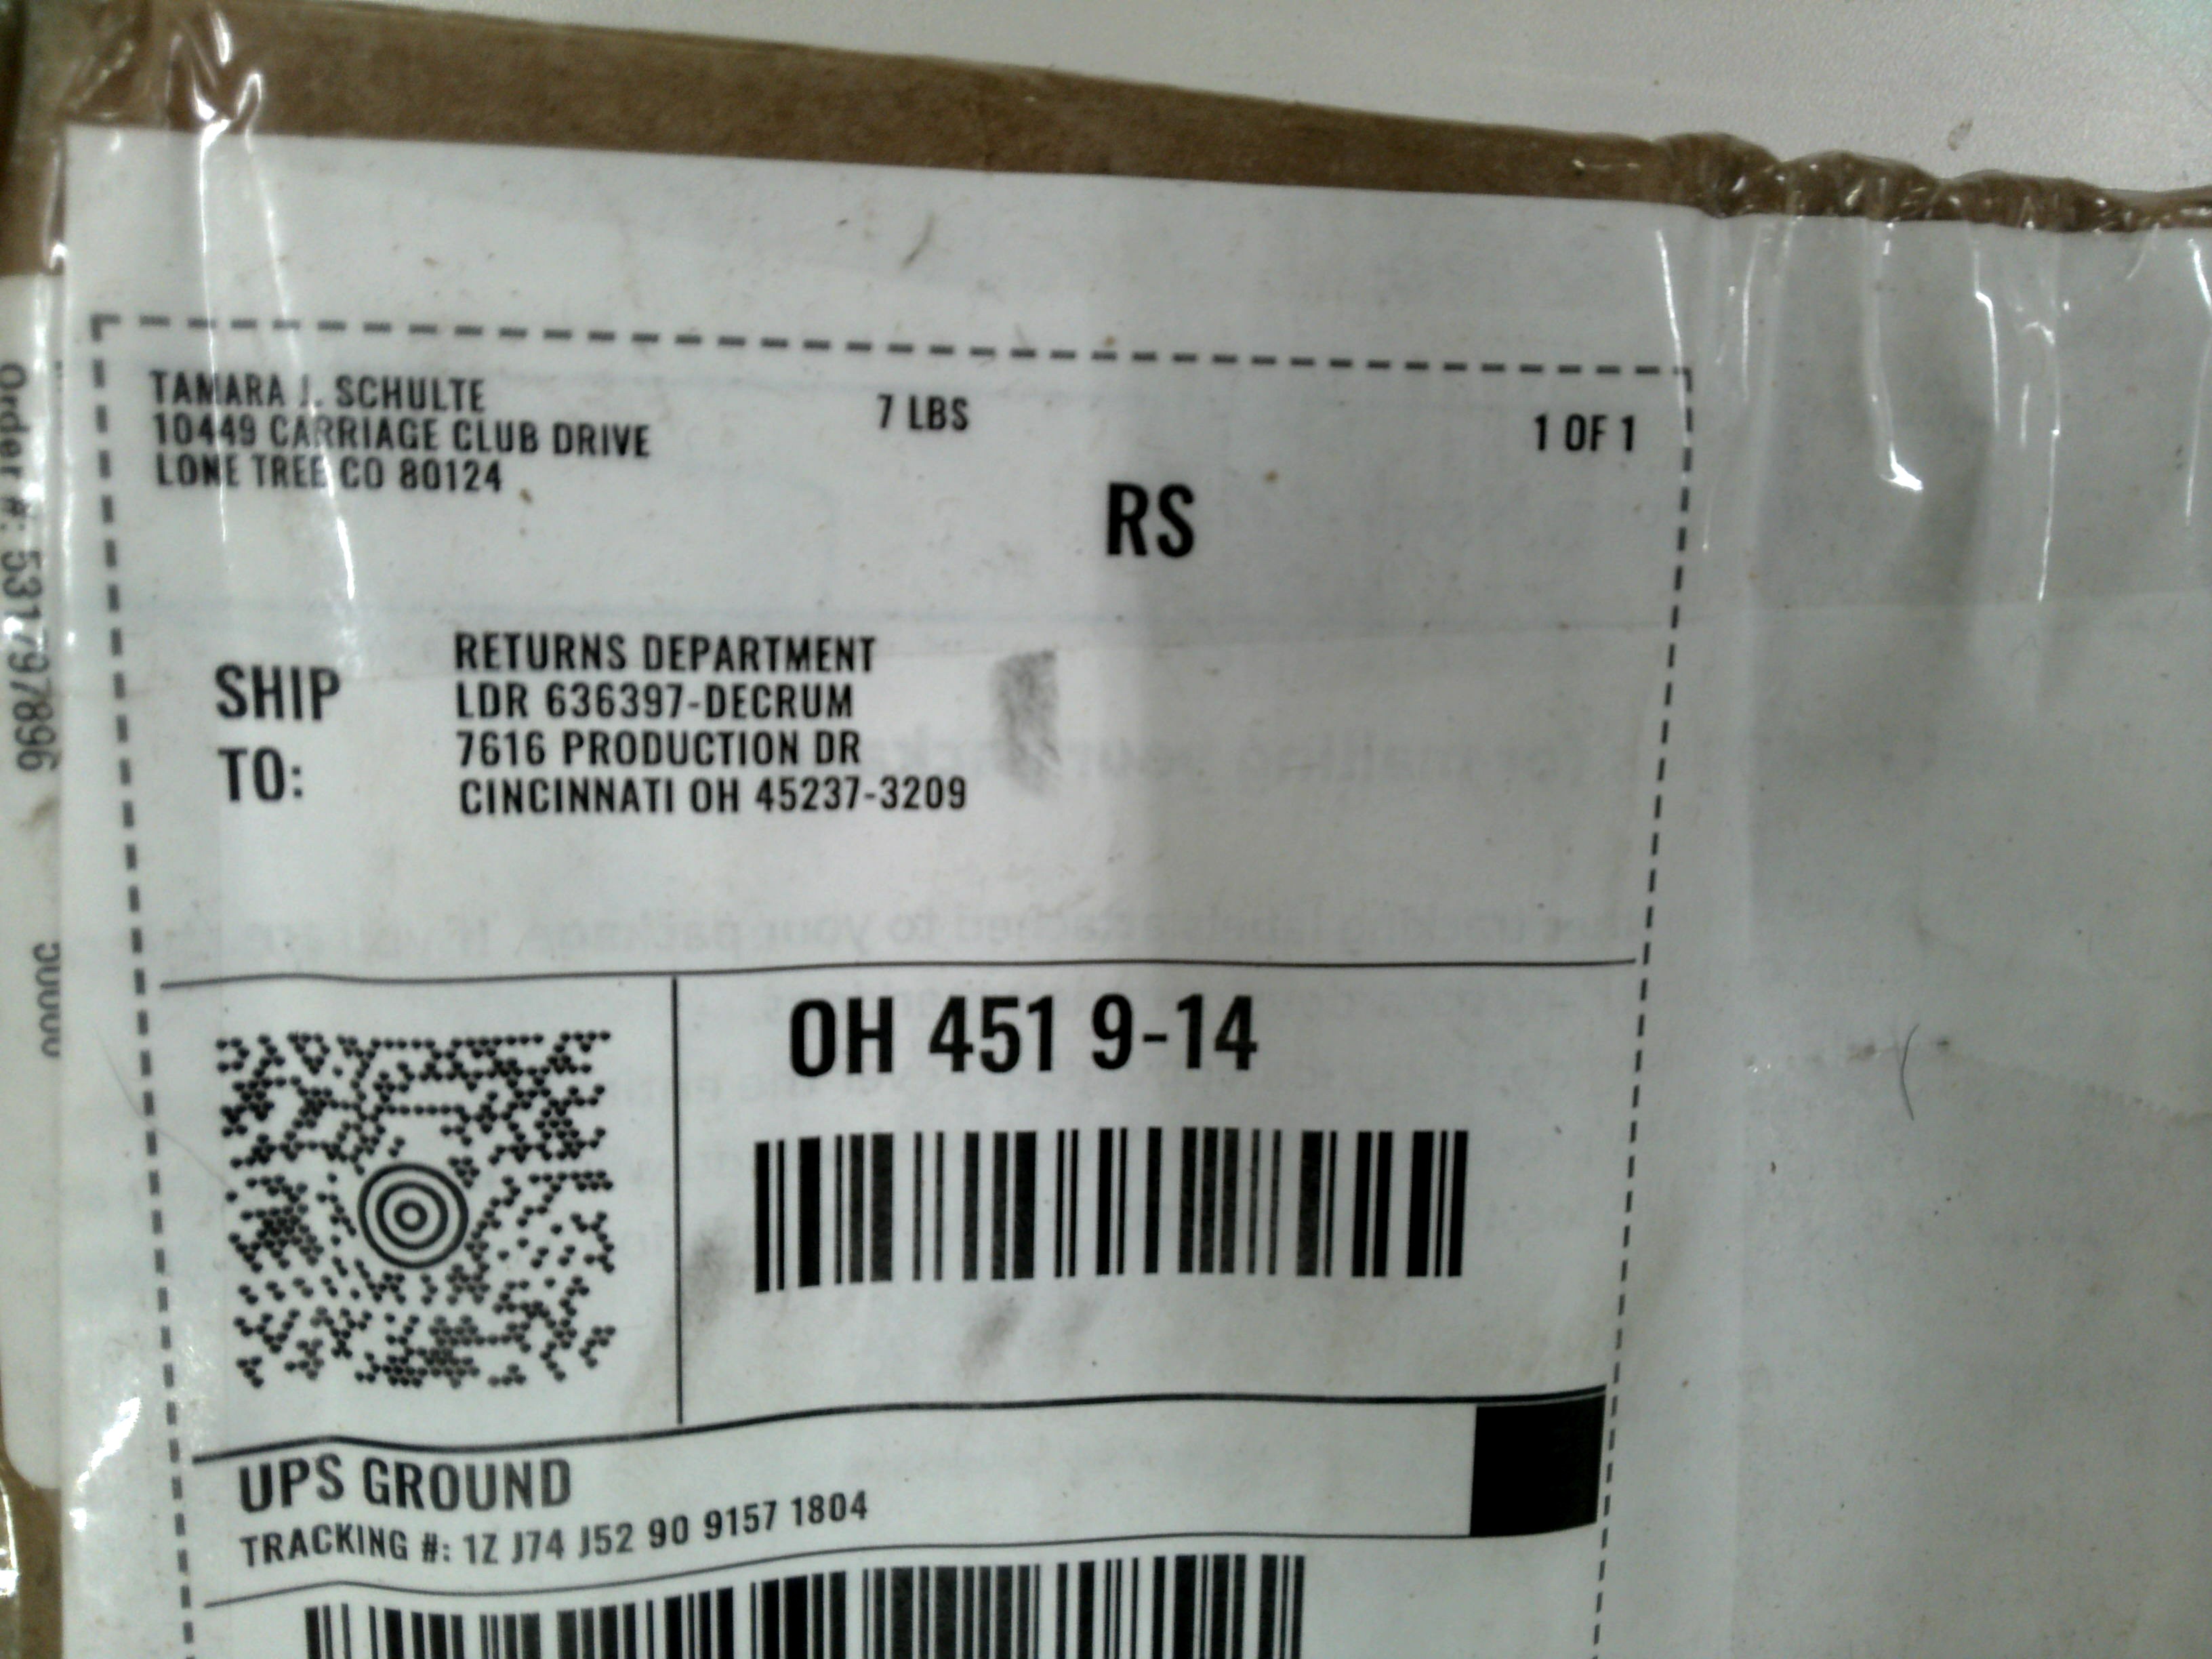 TAMARA J. SCHULTE
10449 CARRIAGE CLUB DRIVE
LONE TREE CO 80124
7 LBS
1 OF 1
RS
SHIP
TO:
RETURNS DEPARTMENT
LDR 636397-DECRUM
7616 PRODUCTION DR
CINCINNATI OH 45237-3209
OH 451 9-14
UPS GROUND
TRACKING #: 1Z J74 J52 90 9157 1804
Order #: 531797896